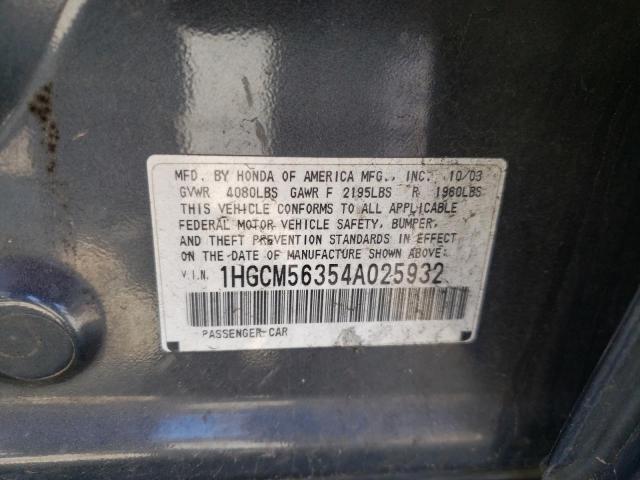 MFD. BY HONDA OF AMERICA MFG., INC. 10/03
GVWR 4080LBS GAWR F 2195LBS R 1960LBS
THIS VEHICLE CONFORMS TO ALL APPLICABLE
FEDERAL MOTOR VEHICLE SAFETY, BUMPER,
AND THEFT PREVENTION STANDARDS IN EFFECT
ON THE DATE OF MANUFACTURE SHOWN ABOVE.
V.I.N. 1HGCM56354A025932
PASSENGER CAR